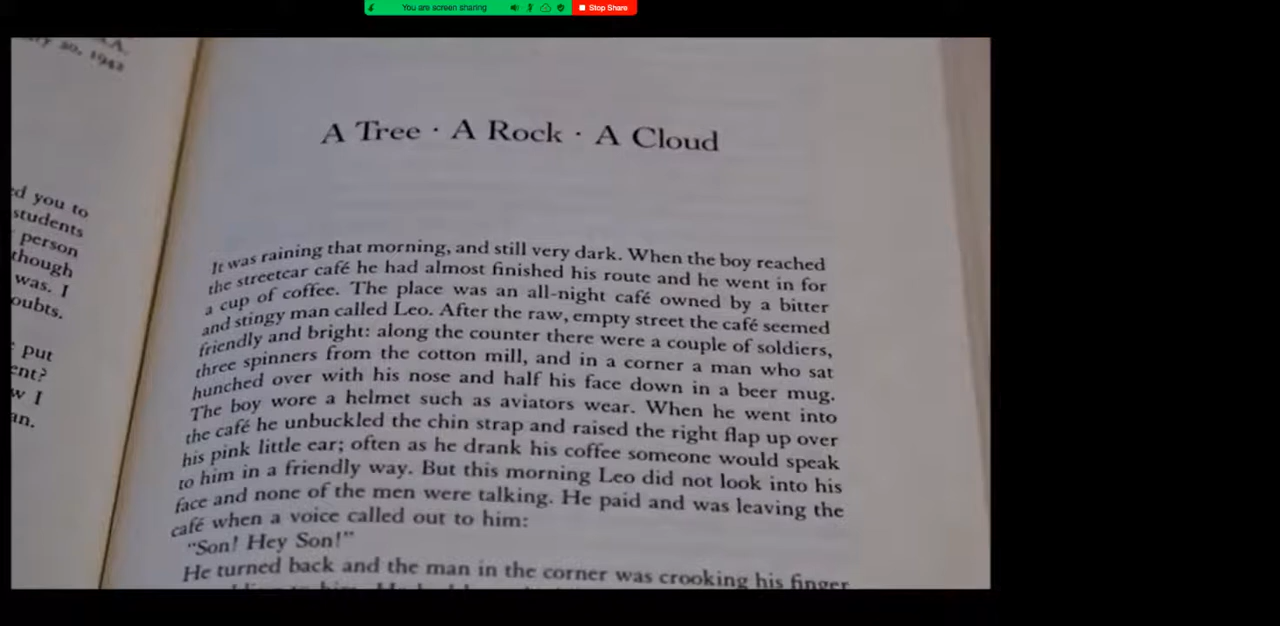 You are screen sharing
Stop Share
30, 1942
you to
students
person
though
was. I
put
I
A Tree · A Rock · A Cloud
It was raining that morning, and still very dark. When the boy reached
the streetcar café he had almost finished his route and he went in for
a cup of coffee. The place was an all-night café owned by a bitter
and stingy man called Leo. After the raw, empty street the café seemed
friendly and bright: along the counter there were a couple of soldiers,
three spinners from the cotton mill, and in a corner a man who sat
hunched over with his nose and half his face down in a beer mug.
The boy wore a helmet such as aviators wear. When he went into
the café he unbuckled the chin strap and raised the right flap up over
his pink little ear; often as he drank his coffee someone would speak
to him in a friendly way. But this morning Leo did not look into his
face and none of the men were talking. He paid and was leaving the
café when a voice called out to him:
“Son! Hey Son!”
He turned back and the man in the corner was crooking his finger